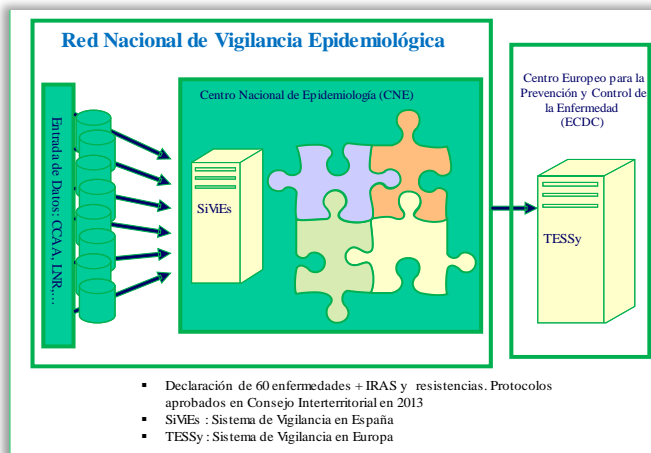 Red Nacional de Vigilancia Epidemiológica
Entrada de Datos: CCAA, LNR,…
Centro Nacional de Epidemiología (CNE)
SiViEs
Centro Europeo para la
Prevención y Control de
la Enfermedad
(ECDC)
TESSy
▪ Declaración de 60 enfermedades + IRAS y resistencias. Protocolos
aprobados en Consejo Interterritorial en 2013
▪ SiViEs : Sistema de Vigilancia en España
▪ TESSy : Sistema de Vigilancia en Europa